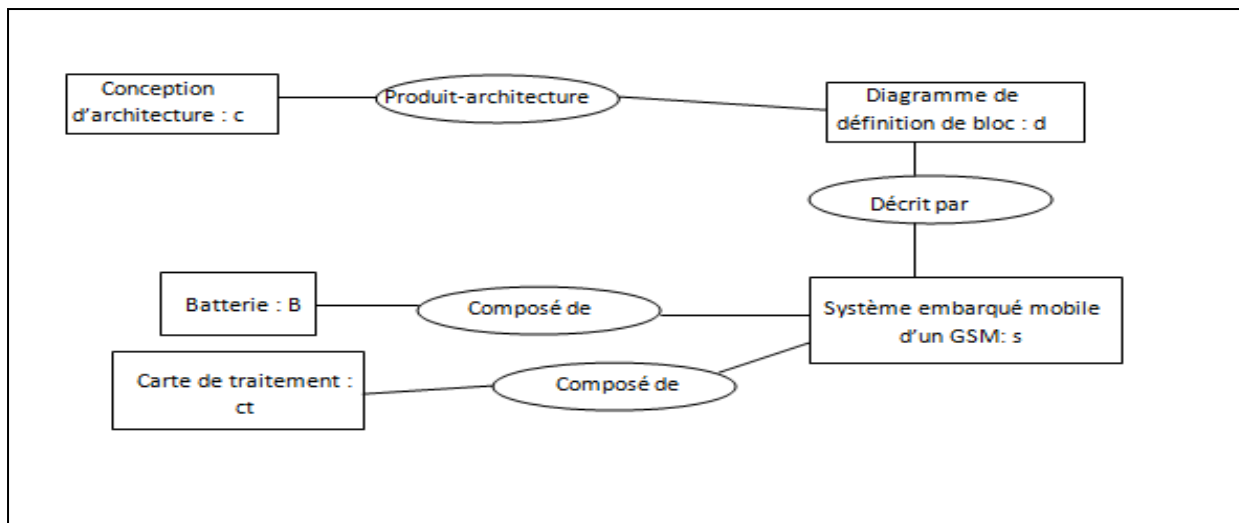 Conception
d'architecture : c
Produit-architecture
Diagramme de
définition de bloc : d
Décrit par
Batterie : B
Composé de
Système embarqué mobile
d'un GSM: s
Carte de traitement :
ct
Composé de